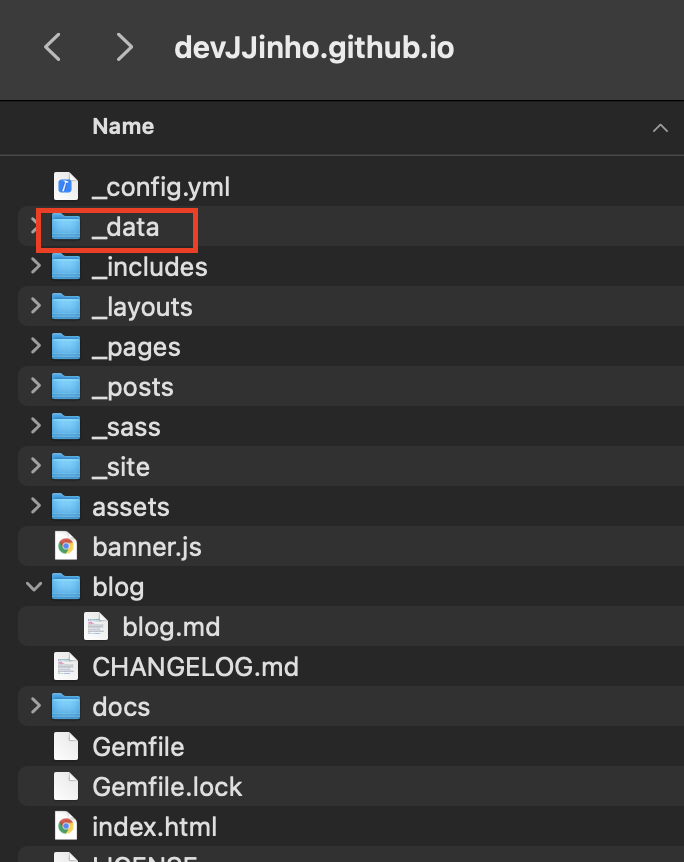 devJJinho.github.io
Name
_config.yml
_data
_includes
_layouts
_pages
_posts
_sass
_site
assets
banner.js
blog
blog.md
CHANGELOG.md
docs
Gemfile
Gemfile.lock
index.html
LICENSE